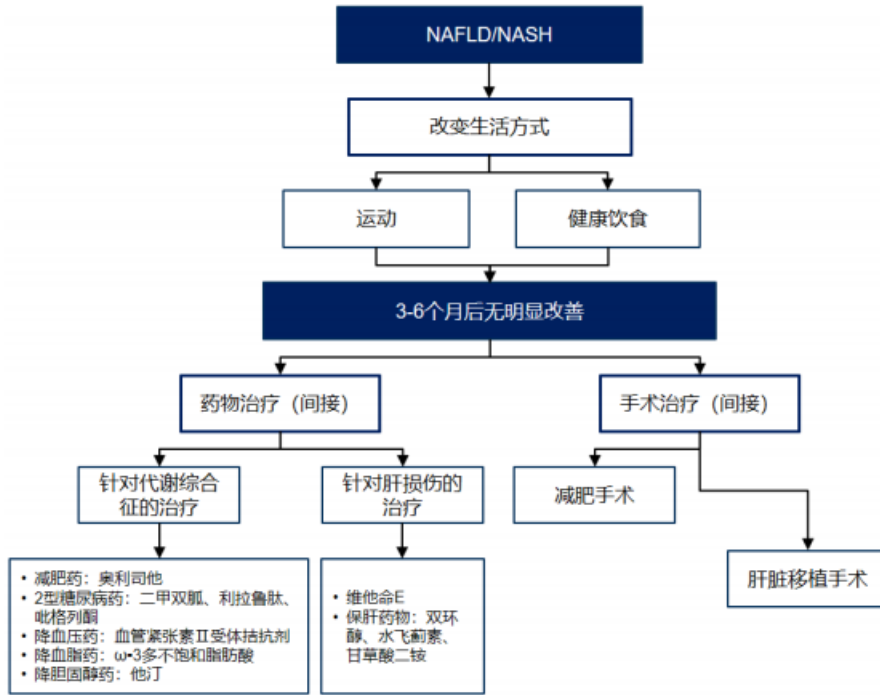 NAFLD/NASH
改变生活方式
运动
健康饮食
3-6个月后无明显改善
药物治疗（间接）
手术治疗（间接）
针对代谢综合
征的治疗
针对肝损伤的
治疗
减肥手术
肝脏移植手术
• 减肥药：奥利司他
• 2型糖尿病药：二甲双胍、利拉鲁肽、
吡格列酮
• 降血压药：血管紧张素Ⅱ受体拮抗剂
• 降血脂药：ω-3多不饱和脂肪酸
• 降胆固醇药：他汀
• 维他命E
• 保肝药物：双环
醇、水飞蓟素、
甘草酸二铵